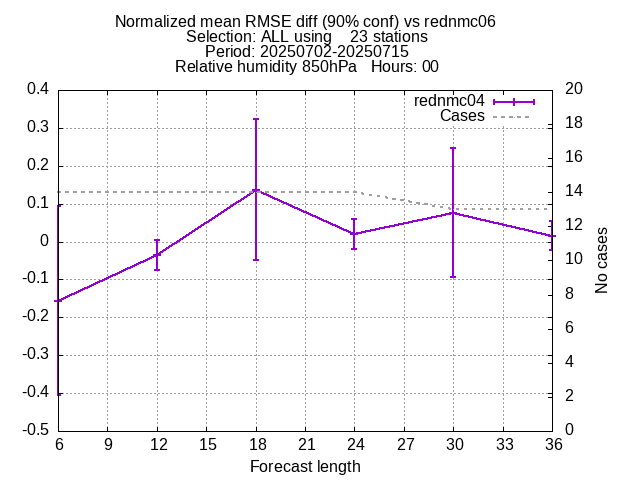 Normalized mean RMSE diff (90% conf) vs rednmc06
Selection: ALL using    23 stations
Period: 20250702-20250715
Relative humidity 850hPa   Hours: 00
rednmc04
Cases
0.4
0.3
0.2
0.1
0
-0.1
-0.2
-0.3
-0.4
-0.5
20
18
16
14
12
10
8
6
4
2
0
No cases
6 9 12 15 18 21 24 27 30 33 36
Forecast length